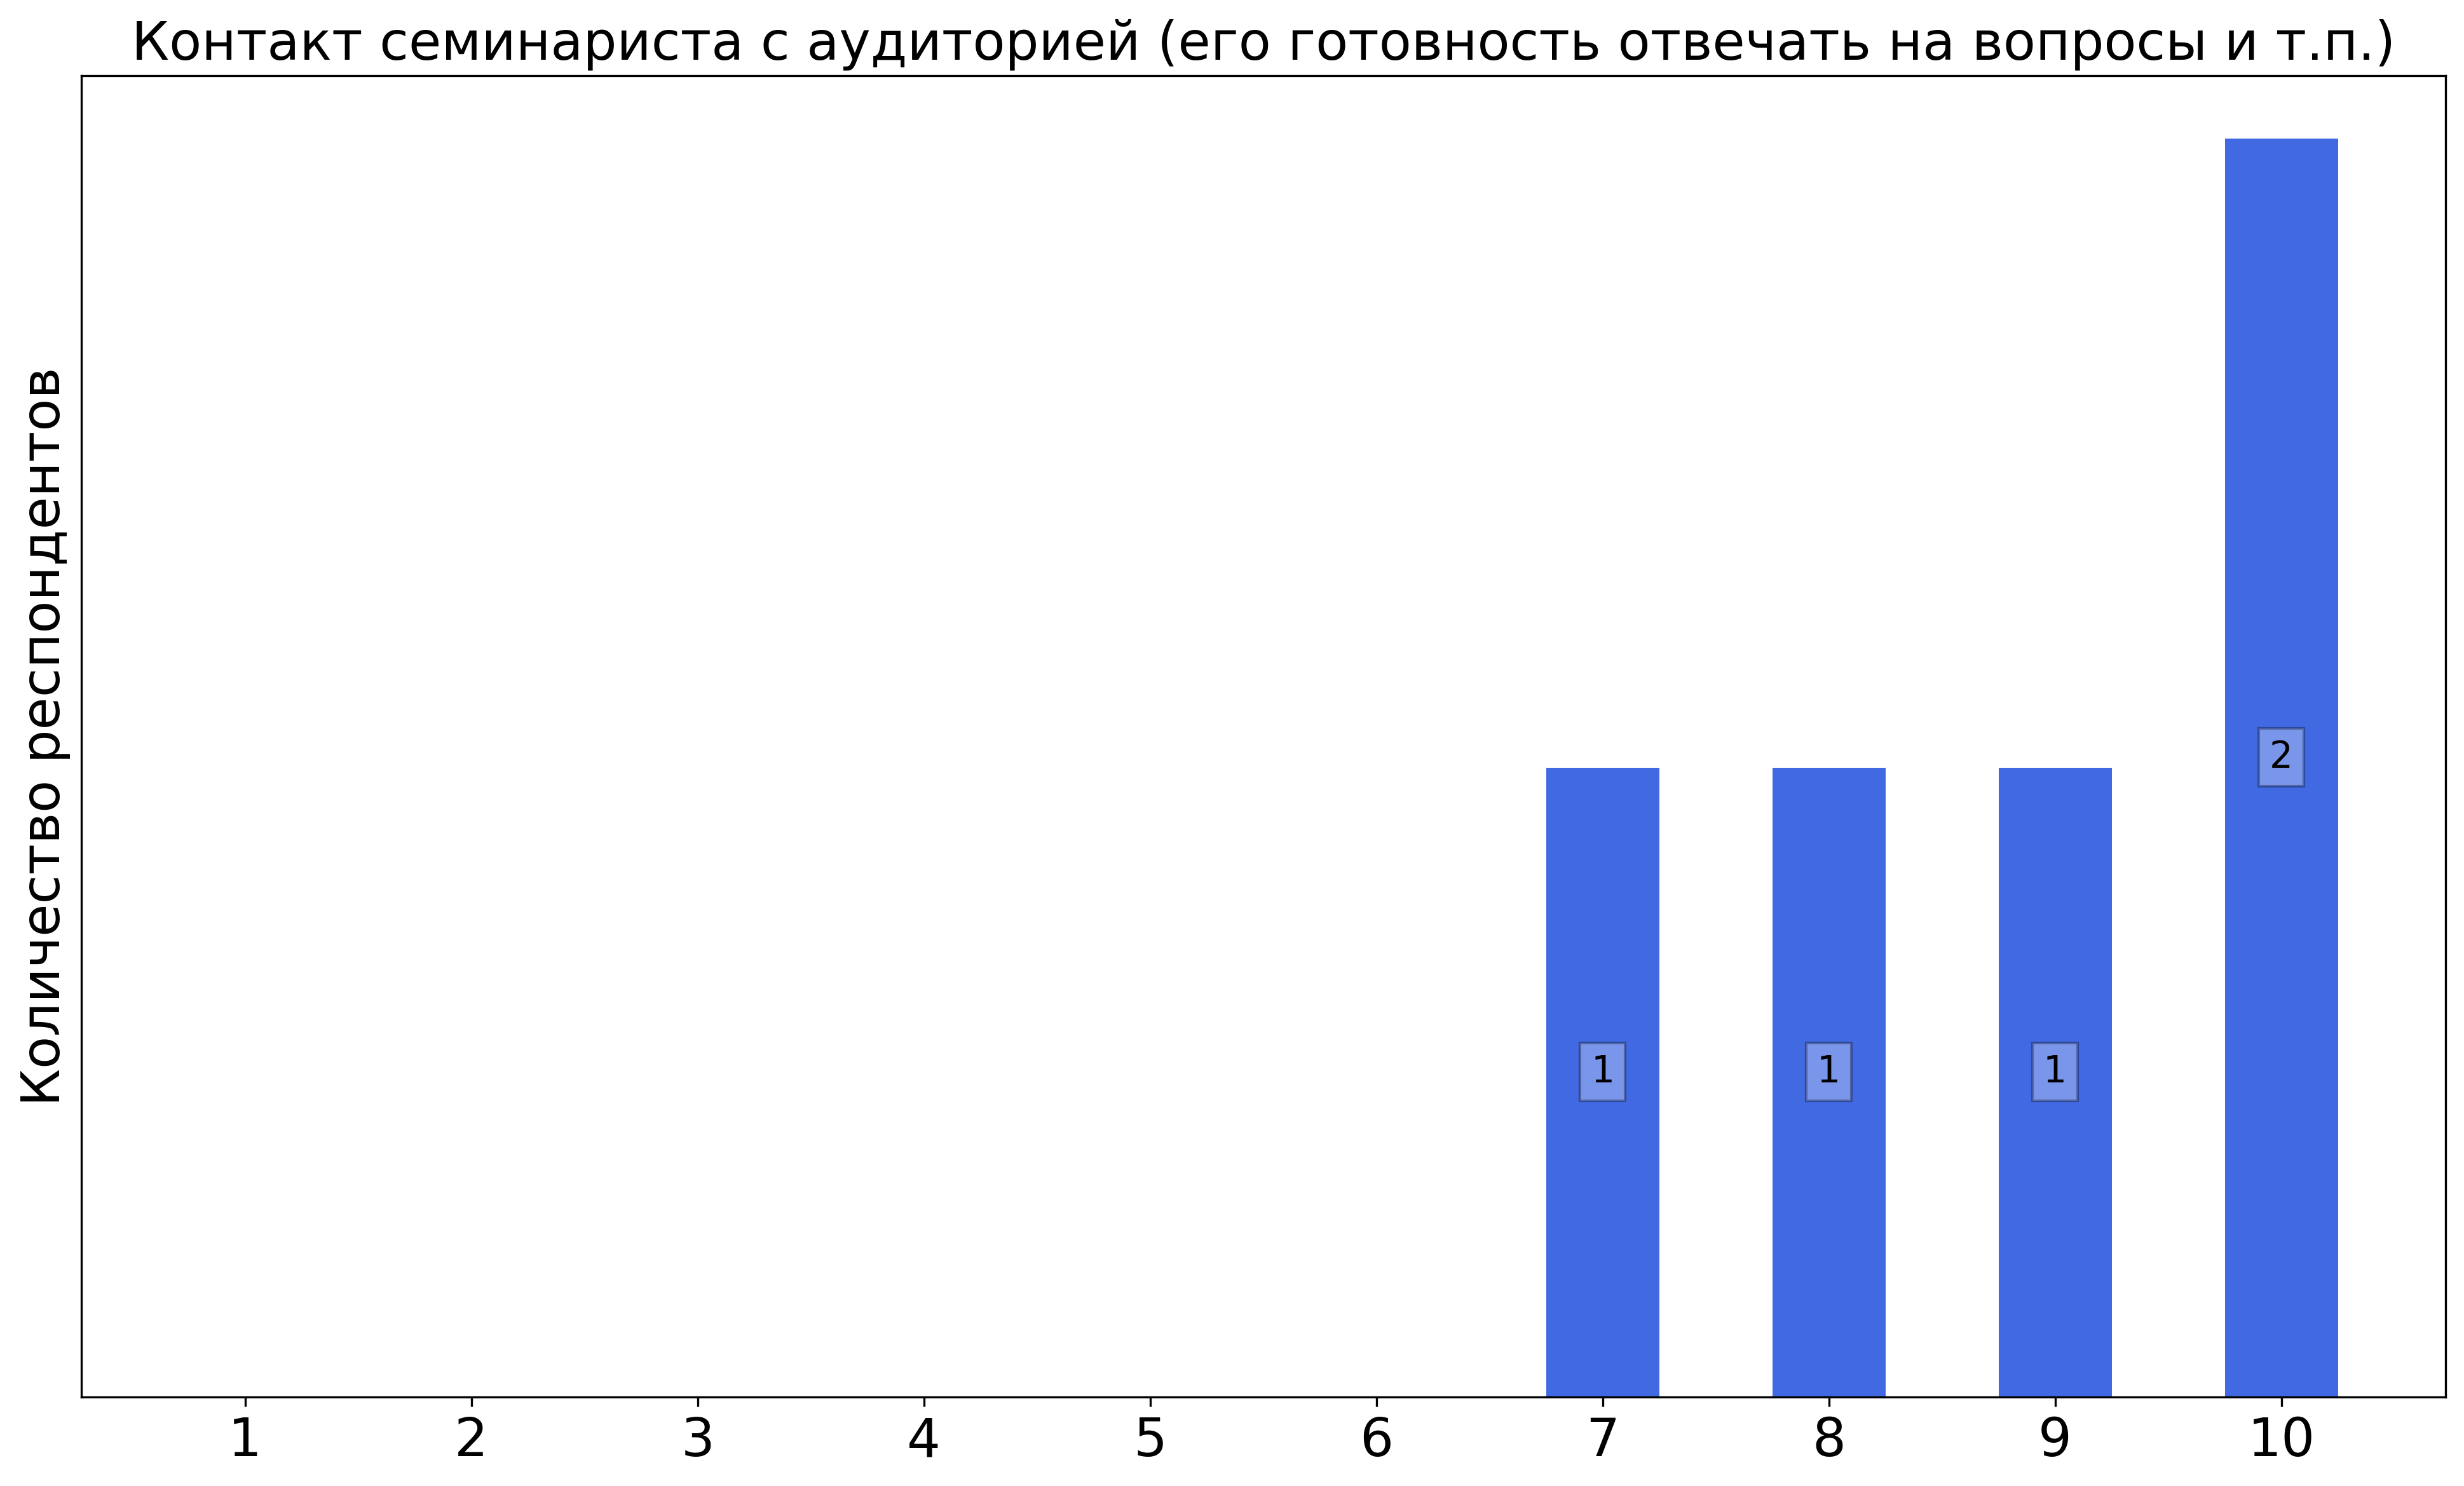 Контакт семинариста с аудиторией (его готовность отвечать на вопросы и т.п.)
Количество респондентов
2
1 1 1
1 2 3 4 5 6 7 8 9 10